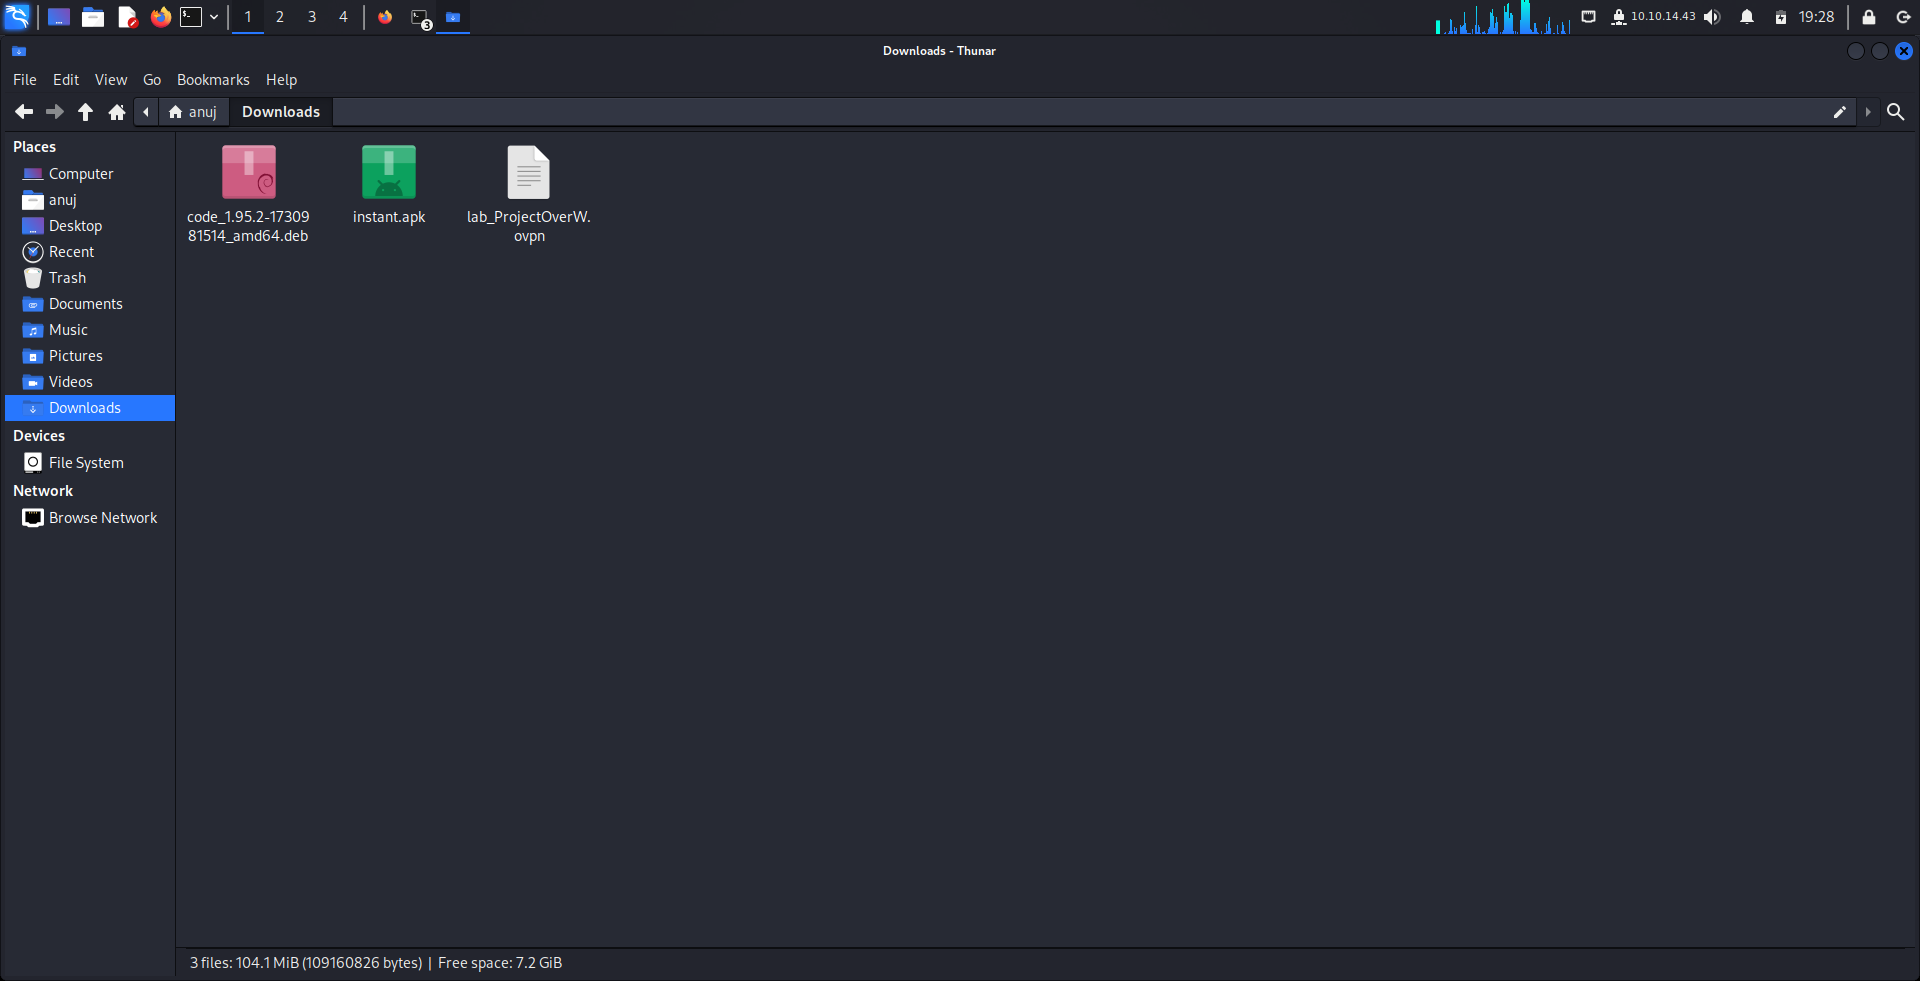 1 2 3 4 3 10.10.14.43 19:28
Downloads - Thunar
File Edit View Go Bookmarks Help
anuj Downloads
Places
Computer
anuj
Desktop
Recent
Trash
Documents
Music
Pictures
Videos
Downloads
Devices
File System
Network
Browse Network
code_1.95.2-17309
81514_amd64.deb
instant.apk
lab_ProjectOverW.
ovpn
3 files: 104.1 MiB (109160826 bytes) | Free space: 7.2 GiB